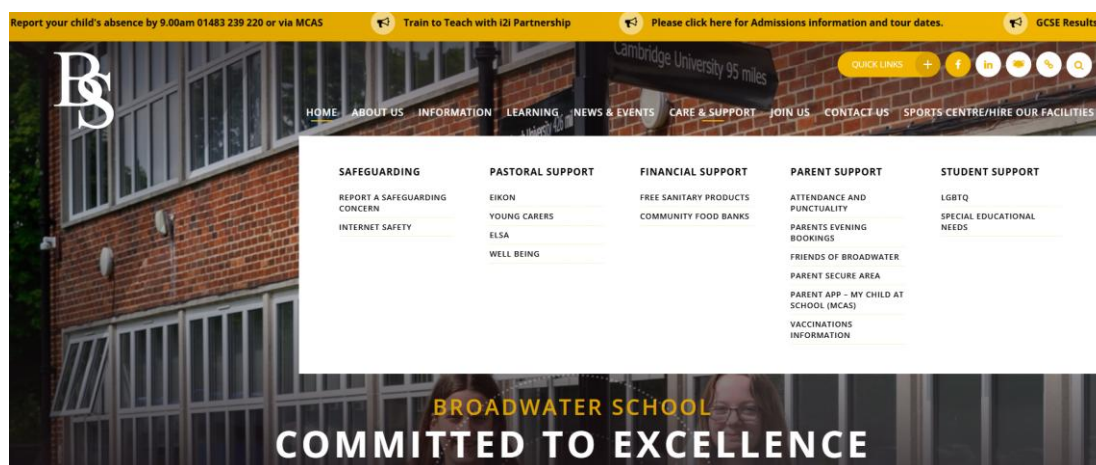 Report your child's absence by 9.00am 01483 239 220 or via MCAS
Train to Teach with i2i Partnership
Please click here for Admissions information and tour dates.
GCSE Results
BS
Cambridge University 95 miles
QUICK LINKS +
HOME ABOUT US INFORMATION LEARNING NEWS & EVENTS CARE & SUPPORT JOIN US CONTACT US SPORTS CENTRE/HIRE OUR FACILITIES
SAFEGUARDING
REPORT A SAFEGUARDING
CONCERN
INTERNET SAFETY
PASTORAL SUPPORT
EIKON
YOUNG CARERS
ELSA
WELL BEING
FINANCIAL SUPPORT
FREE SANITARY PRODUCTS
COMMUNITY FOOD BANKS
PARENT SUPPORT
ATTENDANCE AND
PUNCTUALITY
PARENTS EVENING
BOOKINGS
FRIENDS OF BROADWATER
PARENT SECURE AREA
PARENT APP – MY CHILD AT
SCHOOL (MCAS)
VACCINATIONS
INFORMATION
STUDENT SUPPORT
LGBTQ
SPECIAL EDUCATIONAL
NEEDS
BROADWATER SCHOOL
COMMITTED TO EXCELLENCE